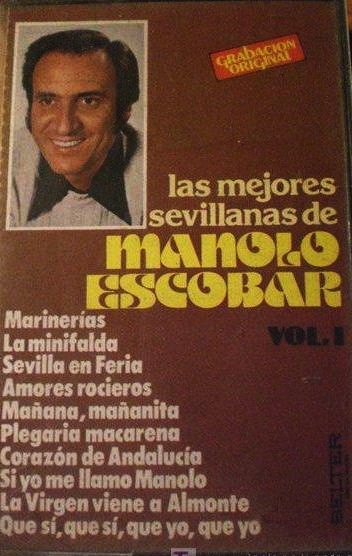 GRABACION
ORIGINAL
las mejores
sevillanas de
MANOLO
ESCOBAR
VOL. 1
Marinerías
La minifalda
Sevilla en Feria
Amores rocieros
Mañana, mañanita
Plegaria macarena
Corazón de Andalucía
Si yo me llamo Manolo
La Virgen viene a Almonte
Que sí, que sí, que yo, que yo
BELTER